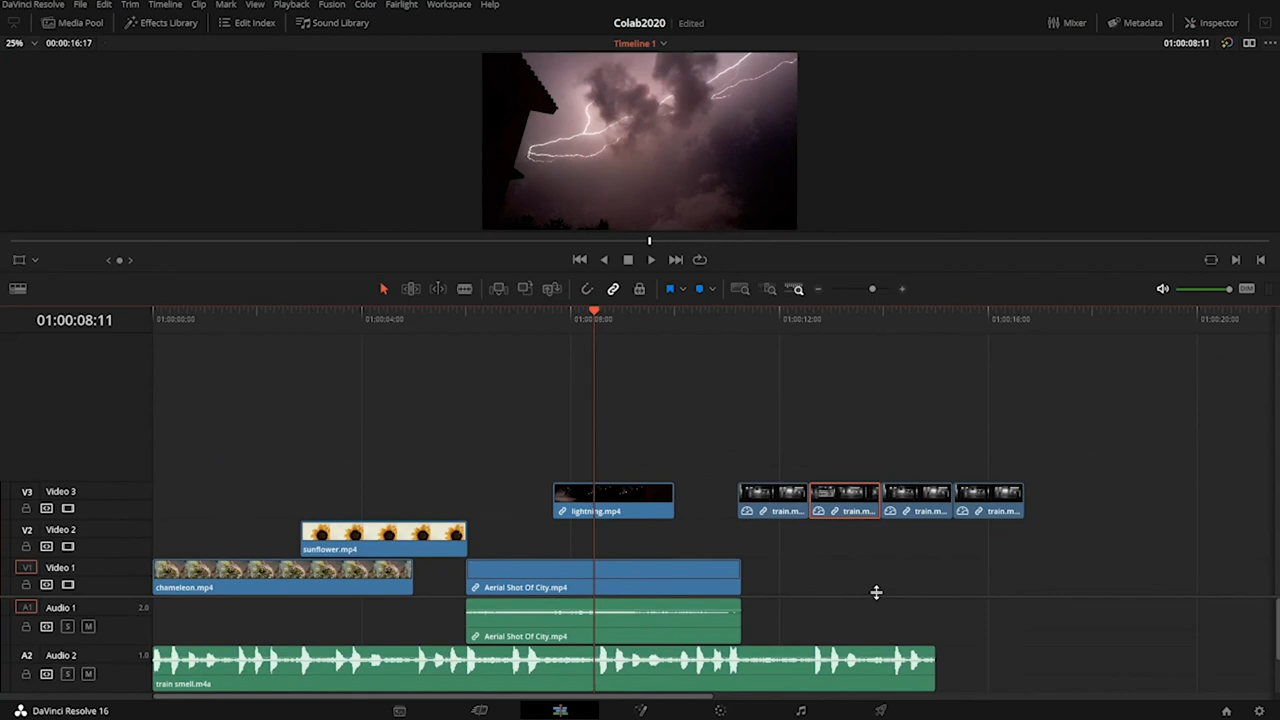 DaVinci Resolve File Edit Trim Timeline Clip Mark View Playback Fusion Color Fairlight Workspace Help
Media Pool Effects Library Edit Index Sound Library Colab2020 Edited Mixer Metadata Inspector
25% 00:00:16:17 Timeline 1 01:00:08:11
DIM
01:00:08:11 01:00:00:00 01:00:04:00 01:00:08:00 01:00:12:00 01:00:16:00 01:00:20:00
V3 Video 3
lightning.mp4 train.m... train.m... train.m... train.m...
V2 Video 2
sunflower.mp4
V1 Video 1
chameleon.mp4 Aerial Shot Of City.mp4
A1 Audio 1 2.0
S M
Aerial Shot Of City.mp4
A2 Audio 2 1.0
S M
train smell.m4a
DaVinci Resolve 16